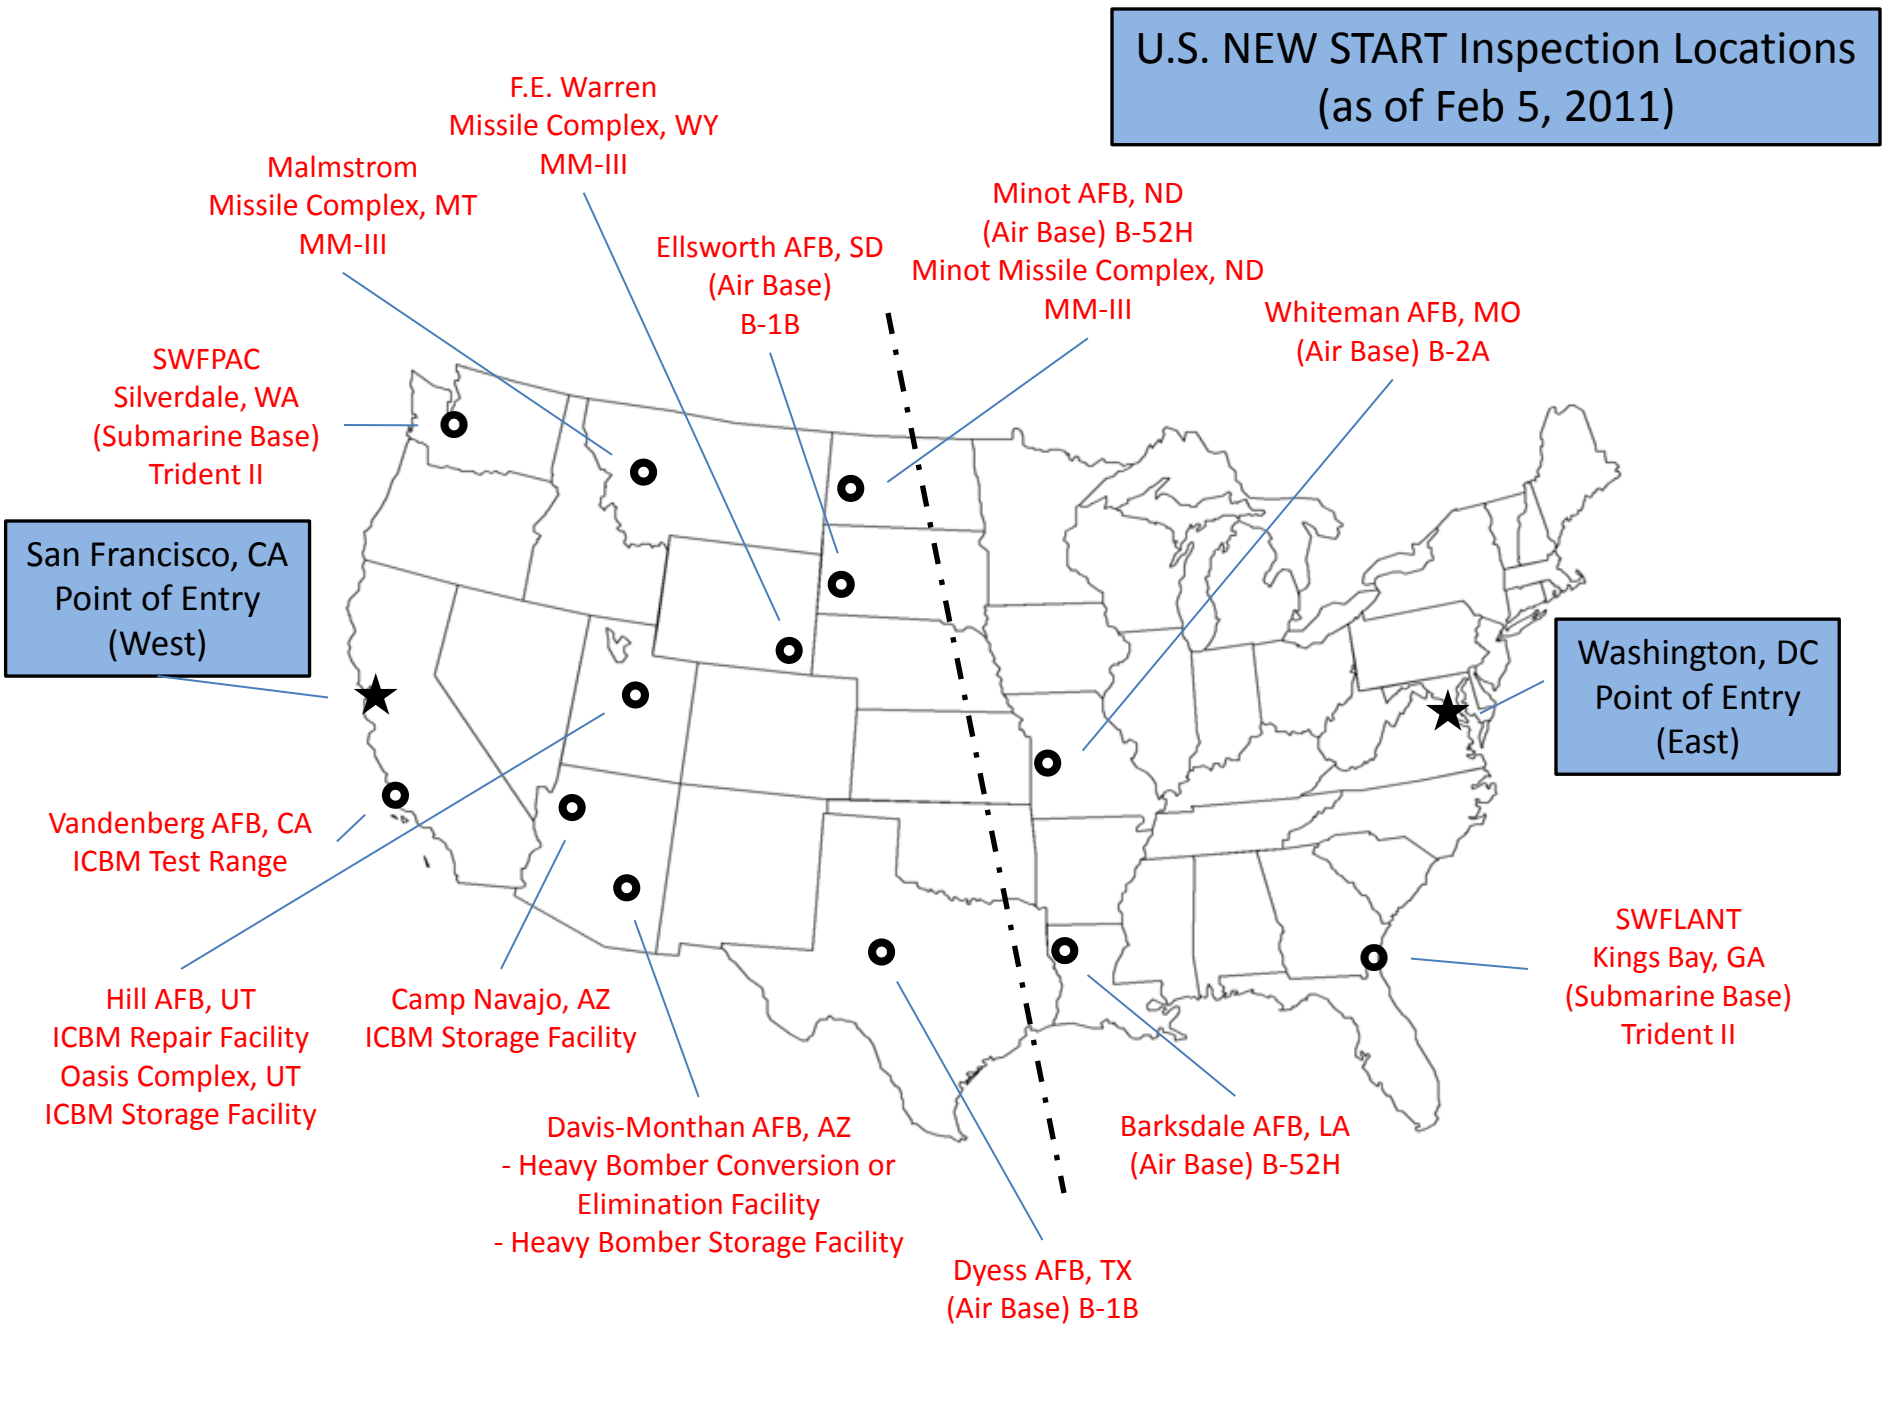 U.S. NEW START Inspection Locations
(as of Feb 5, 2011)
F.E. Warren
Missile Complex, WY
MM-III
Malmstrom
Missile Complex, MT
MM-III
Ellsworth AFB, SD
(Air Base)
B-1B
Minot AFB, ND
(Air Base) B-52H
Minot Missile Complex, ND
MM-III
Whiteman AFB, MO
(Air Base) B-2A
SWFPAC
Silverdale, WA
(Submarine Base)
Trident II
San Francisco, CA
Point of Entry
(West)
Washington, DC
Point of Entry
(East)
Vandenberg AFB, CA
ICBM Test Range
Hill AFB, UT
ICBM Repair Facility
Oasis Complex, UT
ICBM Storage Facility
Camp Navajo, AZ
ICBM Storage Facility
Davis-Monthan AFB, AZ
- Heavy Bomber Conversion or
Elimination Facility
- Heavy Bomber Storage Facility
Dyess AFB, TX
(Air Base) B-1B
Barksdale AFB, LA
(Air Base) B-52H
SWFLANT
Kings Bay, GA
(Submarine Base)
Trident II